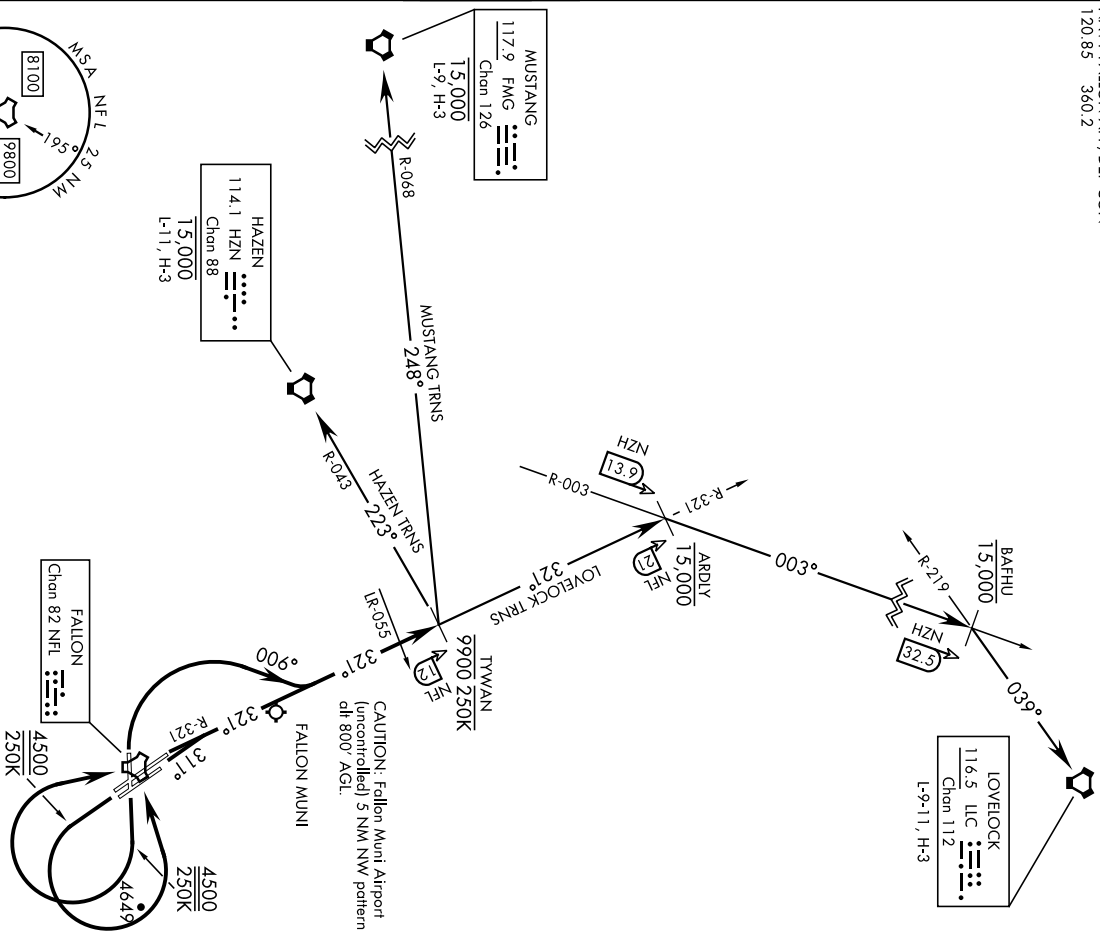 120.85 360.2
MUSTANG
117.9 FMG
Chan 126
15,000
L-9, H-3
MSA NFL 25 NM
8100
195°
9800
R-068
MUSTANG TRNS
248°
HAZEN
114.1 HZN
Chan 88
15,000
L-11, H-3
R-043
HAZEN TRNS
223°
HZN
13.9
R-003
R-321
ARDLY
15,000
NFL
21
003°
BAFHU
15,000
R-219
HZN
32.5
039°
LOVELOCK
116.5 LLC
Chan 112
L-9-11, H-3
321°
LOVELOCK TRNS
TYWAN
9900 250K
NFL
12
LR-055
321°
006°
321°
R-321
311°
FALLON MUNI
CAUTION: Fallon Muni Airport
(uncontrolled) 5 NM NW pattern
alt 800' AGL.
FALLON
Chan 82 NFL
4500
250K
4500
250K
4649